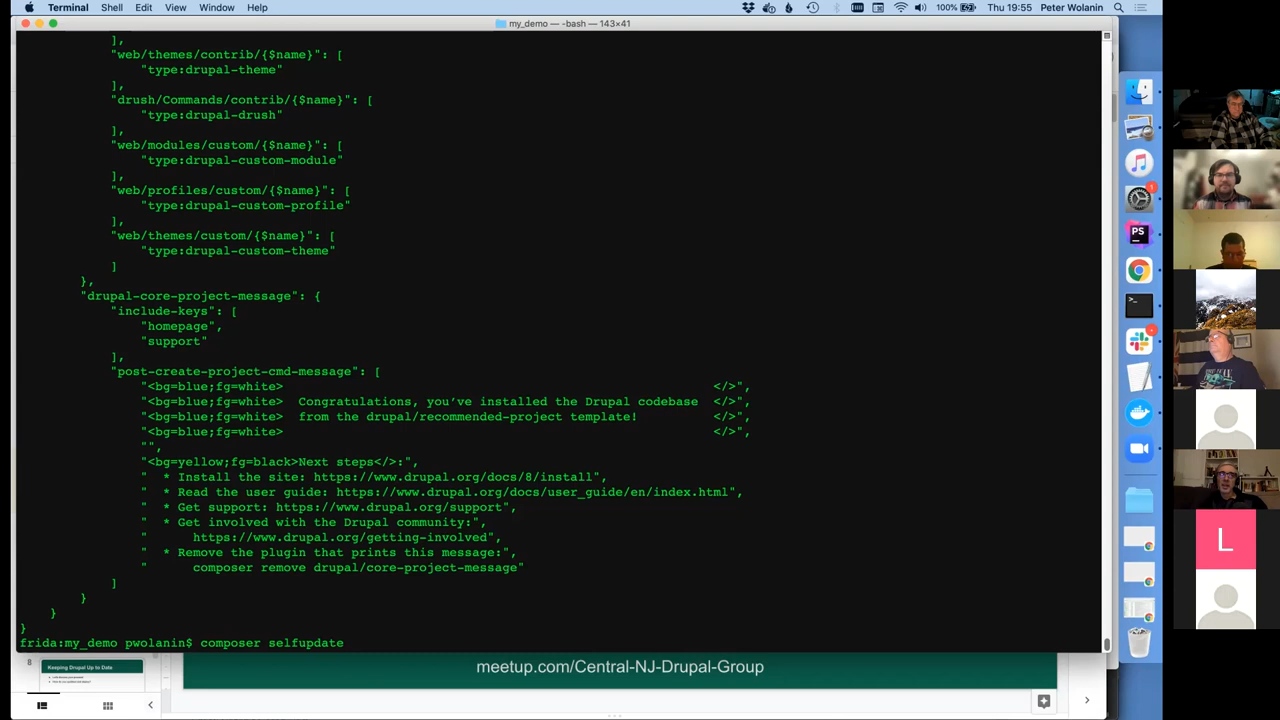 Terminal Shell Edit View Window Help 100% Thu 19:55 Peter Wolanin
my_demo — -bash — 143×41
],
"web/themes/contrib/{$name}": [
"type:drupal-theme"
],
"drush/Commands/contrib/{$name}": [
"type:drupal-drush"
],
"web/modules/custom/{$name}": [
"type:drupal-custom-module"
],
"web/profiles/custom/{$name}": [
"type:drupal-custom-profile"
],
"web/themes/custom/{$name}": [
"type:drupal-custom-theme"
]
},
"drupal-core-project-message": {
"include-keys": [
"homepage",
"support"
],
"post-create-project-cmd-message": [
"<bg=blue;fg=white> </>",
"<bg=blue;fg=white> Congratulations, you’ve installed the Drupal codebase </>",
"<bg=blue;fg=white> from the drupal/recommended-project template! </>",
"<bg=blue;fg=white> </>",
"",
"<bg=yellow;fg=black>Next steps</>:",
" * Install the site: https://www.drupal.org/docs/8/install",
" * Read the user guide: https://www.drupal.org/docs/user_guide/en/index.html",
" * Get support: https://www.drupal.org/support",
" * Get involved with the Drupal community:",
" https://www.drupal.org/getting-involved",
" * Remove the plugin that prints this message:",
" composer remove drupal/core-project-message"
]
}
}
}
frida:my_demo pwolanin$ composer selfupdate
8 Keeping Drupal Up to Date
meetup.com/Central-NJ-Drupal-Group
PS
L